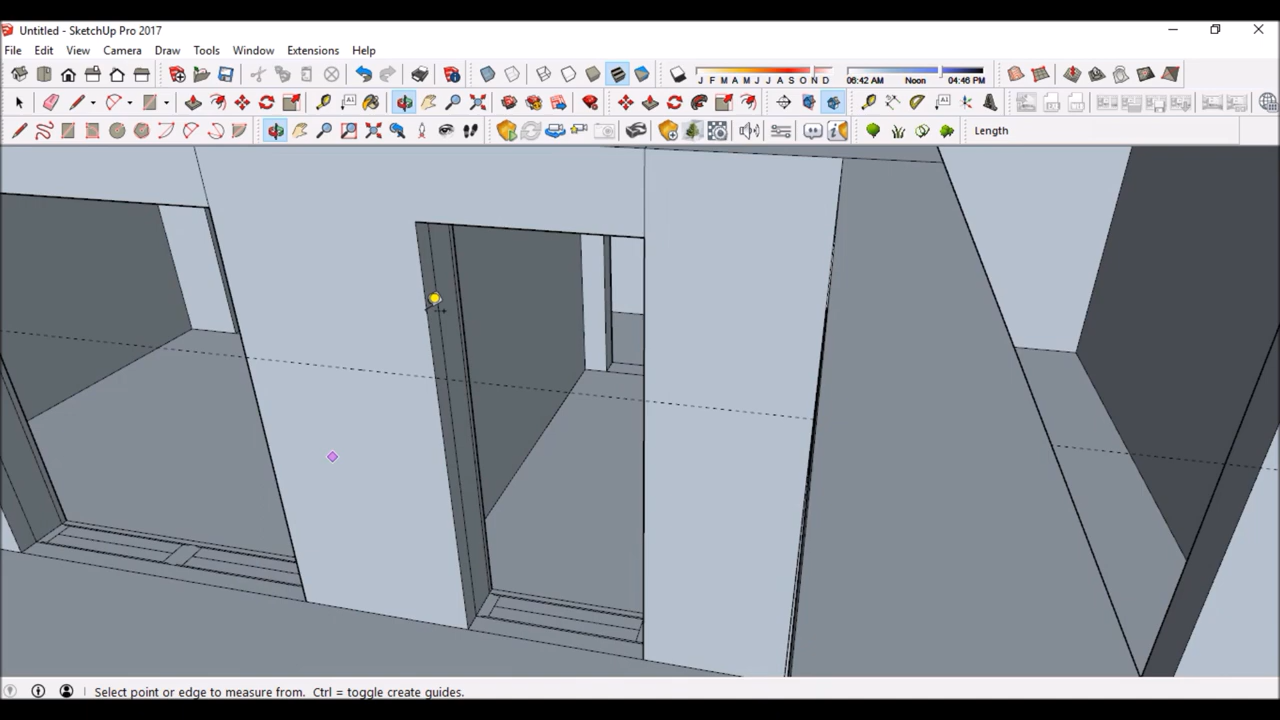 Untitled - SketchUp Pro 2017
File Edit View Camera Draw Tools Window Extensions Help
J F M A M J J A S O N D 06:42 AM Noon 04:46 PM
Length
Select point or edge to measure from. Ctrl = toggle create guides.